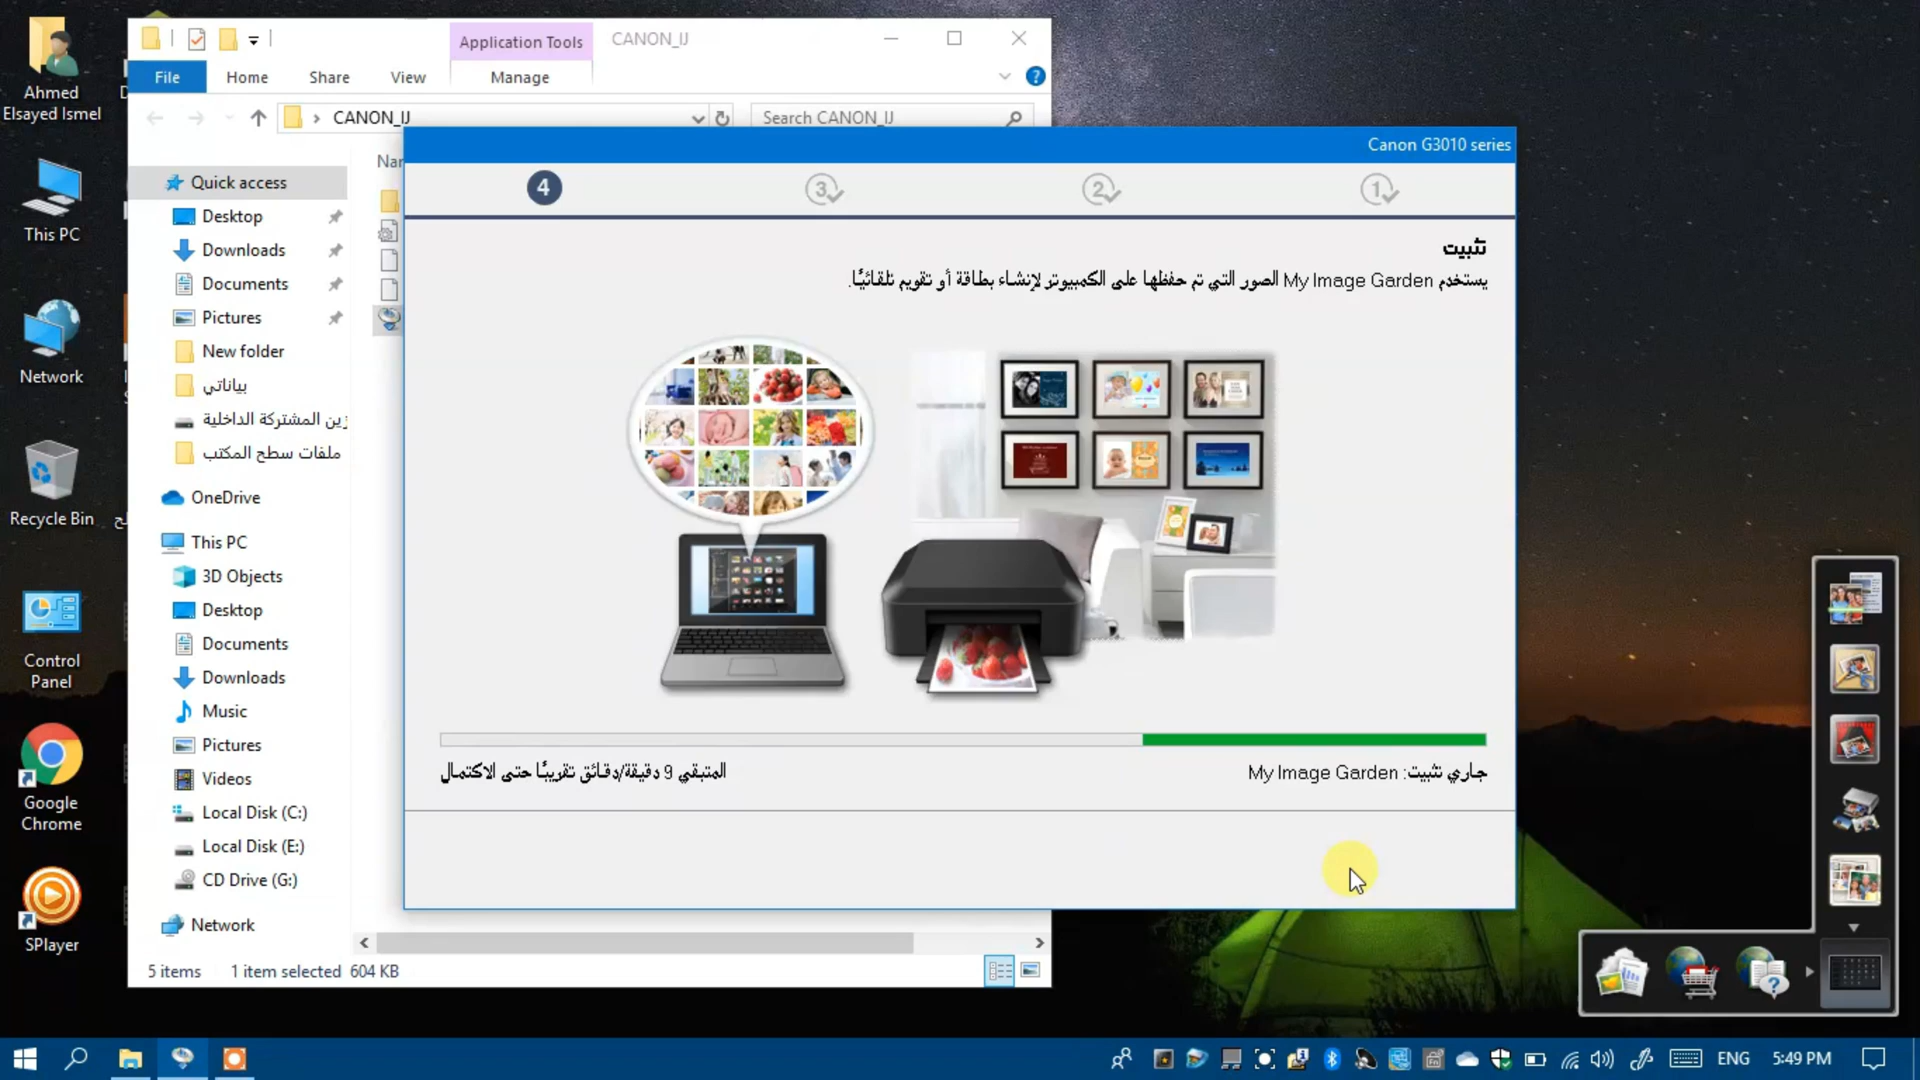 Ahmed
Elsayed Ismel
This PC
Network
Recycle Bin
Control
Panel
Google
Chrome
SPlayer
Application Tools
CANON_IJ
File
Home
Share
View
Manage
CANON_IJ
Search CANON_IJ
Quick access
Desktop
Downloads
Documents
Pictures
New folder
بياناتي
زين المشتركة الداخلية
ملفات سطح المكتب
OneDrive
This PC
3D Objects
Desktop
Documents
Downloads
Music
Pictures
Videos
Local Disk (C:)
Local Disk (E:)
CD Drive (G:)
Network
5 items
1 item selected 604 KB
Canon G3010 series
4
3
2
1
تثبيت
يستخدم My Image Garden الصور التي تم حفظها على الكمبيوتر لإنشاء بطاقة أو تقويم تلقائيًا.
جاري تثبيت: My Image Garden
المتبقي 9 دقيقة/دقائق تقريبًا حتى الاكتمال
ENG
5:49 PM